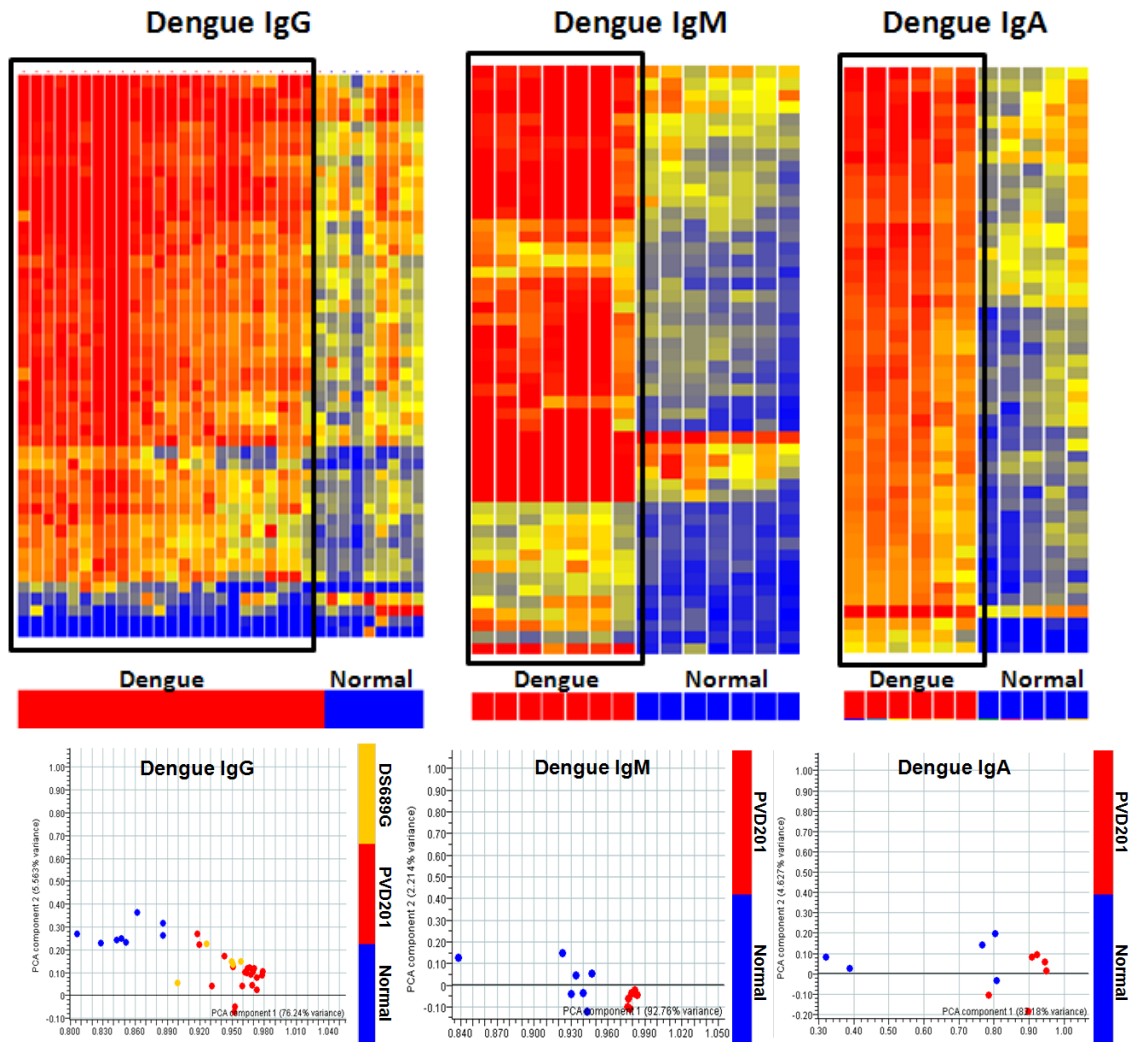 Dengue IgG
Dengue IgM
Dengue IgA
Dengue Normal
Dengue Normal
Dengue Normal
Dengue IgG
1.00
0.90
0.80
0.70
0.60
0.50
0.40
0.30
0.20
0.10
0
-0.10
PCA component 2 (5.563% variance)
PCA component 1 (76.24% variance)
0.800 0.830 0.860 0.890 0.920 0.950 0.980 1.010 1.040
DS689G
PVD201
Normal
Dengue IgM
1.00
0.90
0.80
0.70
0.60
0.50
0.40
0.30
0.20
0.10
0
-0.10
PCA component 2 (2.214% variance)
PCA component 1 (92.76% variance)
0.840 0.870 0.900 0.930 0.960 0.990 1.020 1.050
PVD201
Normal
Dengue IgA
1.00
0.90
0.80
0.70
0.60
0.50
0.40
0.30
0.20
0.10
0
-0.10
-0.20
PCA component 2 (4.627% variance)
PCA component 1 variance)
0.30 0.40 0.50 0.60 0.70 0.80 0.90 1.00
PVD201
Normal